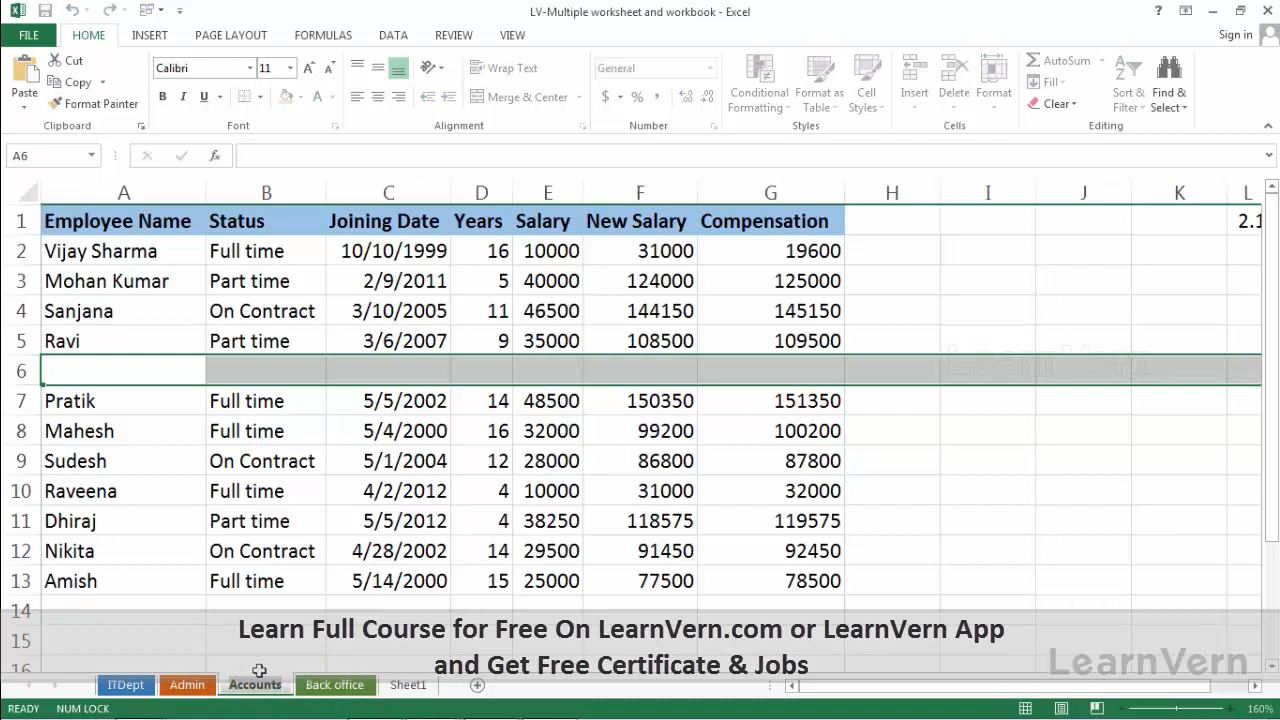 LV-Multiple worksheet and workbook - Excel
FILE HOME INSERT PAGE LAYOUT FORMULAS DATA REVIEW VIEW Sign in
Paste Cut Copy Format Painter Clipboard
Calibri 11 B I U A Font
Wrap Text Merge & Center Alignment
General $ % , Number
Conditional Formatting Format as Table Cell Styles Styles
Insert Delete Format Cells
AutoSum Fill Clear Sort & Filter Find & Select Editing
A6 fx
A B C D E F G H I J K L
1 Employee Name Status Joining Date Years Salary New Salary Compensation 2.1
2 Vijay Sharma Full time 10/10/1999 16 10000 31000 19600
3 Mohan Kumar Part time 2/9/2011 5 40000 124000 125000
4 Sanjana On Contract 3/10/2005 11 46500 144150 145150
5 Ravi Part time 3/6/2007 9 35000 108500 109500
6 LearnVern
7 Pratik Full time 5/5/2002 14 48500 150350 151350
8 Mahesh Full time 5/4/2000 16 32000 99200 100200
9 Sudesh On Contract 5/1/2004 12 28000 86800 87800
10 Raveena Full time 4/2/2012 4 10000 31000 32000
11 Dhiraj Part time 5/5/2012 4 38250 118575 119575
12 Nikita On Contract 4/28/2002 14 29500 91450 92450
13 Amish Full time 5/14/2000 15 25000 77500 78500
14
Learn Full Course for Free On LearnVern.com or LearnVern App
15
and Get Free Certificate & Jobs LearnVern
16
ITDept Admin Accounts Back office Sheet1
READY NUM LOCK 160%